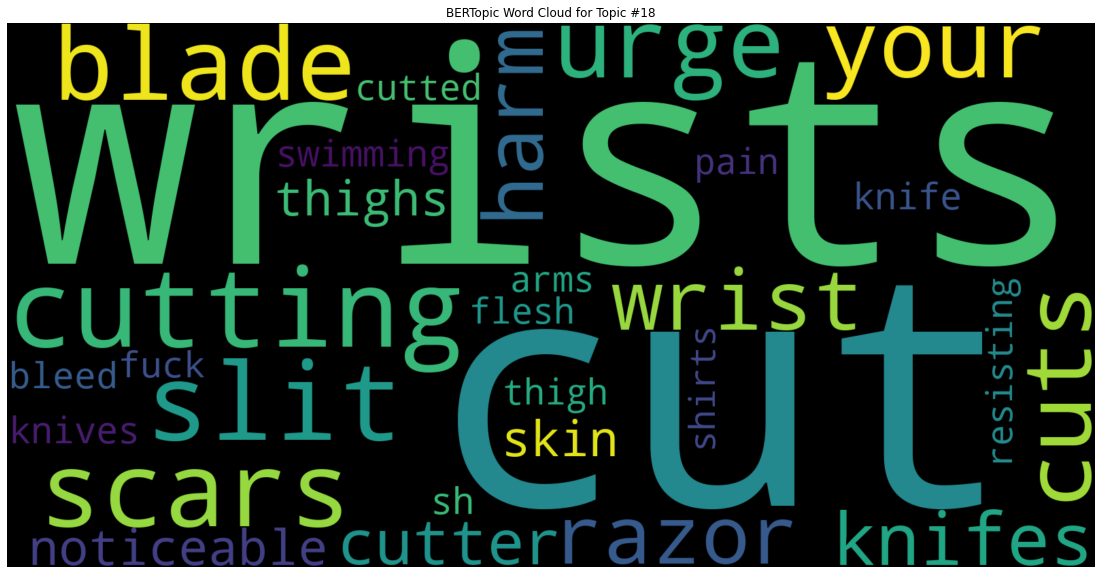 BERTopic Word Cloud for Topic #18
blade
cutted
harm
urge
your
wrists
swimming
thighs
pain
knife
cutting
arms
flesh
wrist
shirts
resisting
cuts
bleed
fuck
slit
cut
thigh
skin
knives
scars
sh
noticeable
cutter
razor
knifes